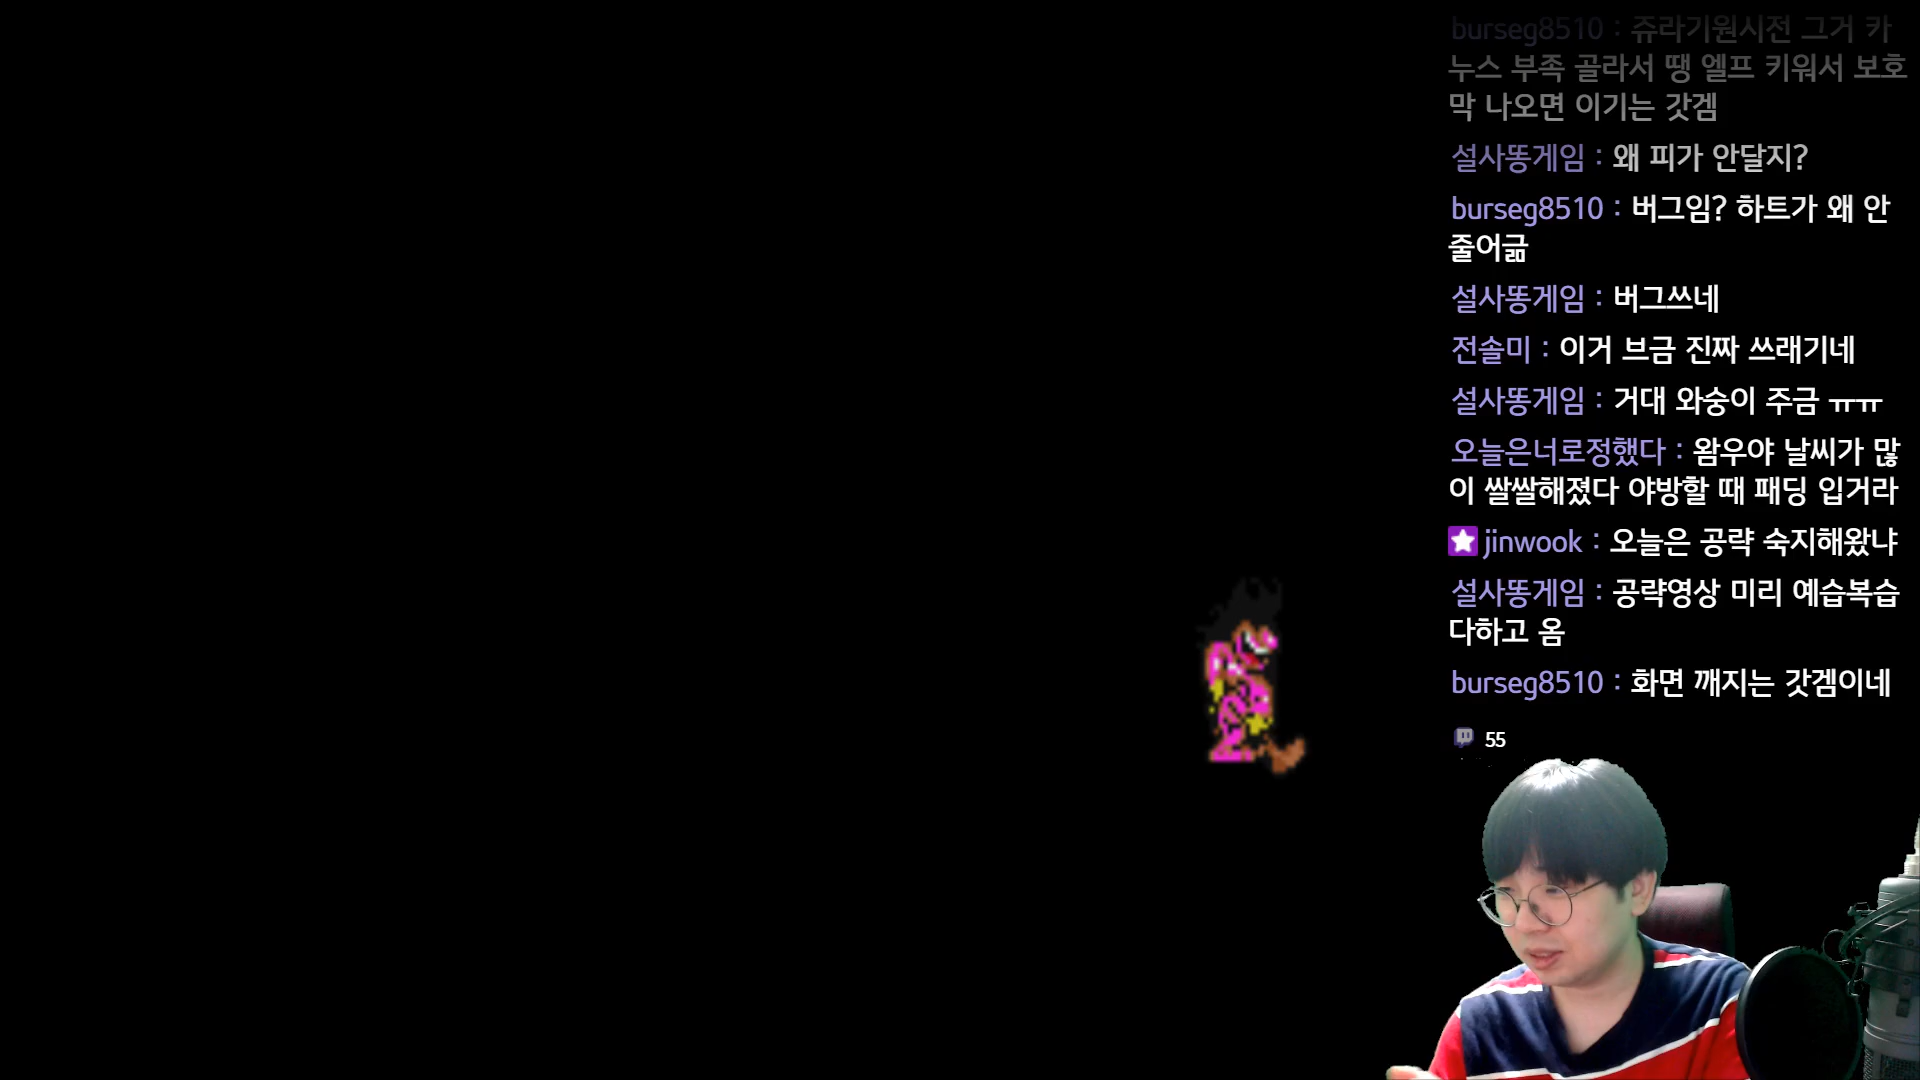 burseg8510 : 쥬라기원시전 그거 카
누스 부족 골라서 땡 엘프 키워서 보호
막 나오면 이기는 갓겜
설사똥게임 : 왜 피가 안달지?
burseg8510 : 버그임? 하트가 왜 안
줄어긂
설사똥게임 : 버그쓰네
전솔미 : 이거 브금 진짜 쓰래기네
설사똥게임 : 거대 와숭이 주금 ㅠㅠ
오늘은너로정했다 : 왐우야 날씨가 많
이 쌀쌀해졌다 야방할 때 패딩 입거라
jinwook : 오늘은 공략 숙지해왔냐
설사똥게임 : 공략영상 미리 예습복습
다하고 옴
burseg8510 : 화면 깨지는 갓겜이네
55